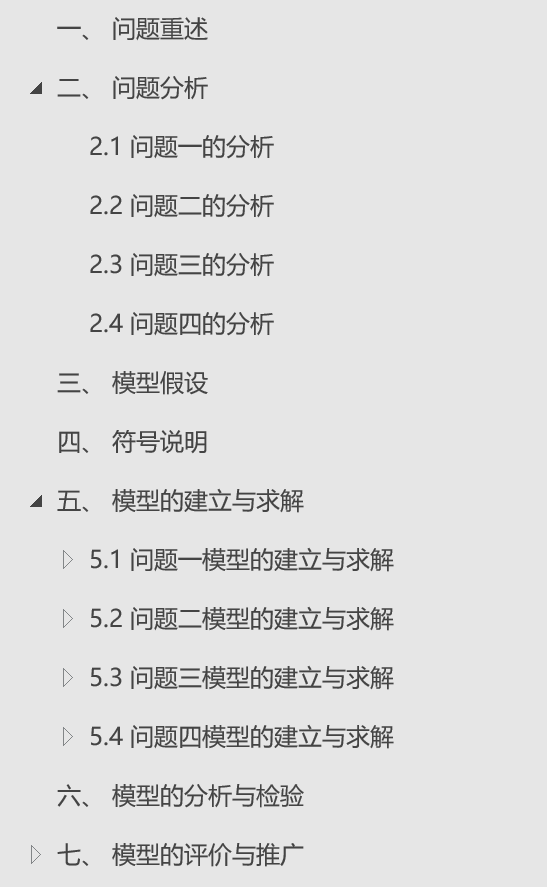 一、 问题重述
二、 问题分析
2.1 问题一的分析
2.2 问题二的分析
2.3 问题三的分析
2.4 问题四的分析
三、 模型假设
四、 符号说明
五、 模型的建立与求解
5.1 问题一模型的建立与求解
5.2 问题二模型的建立与求解
5.3 问题三模型的建立与求解
5.4 问题四模型的建立与求解
六、 模型的分析与检验
七、 模型的评价与推广